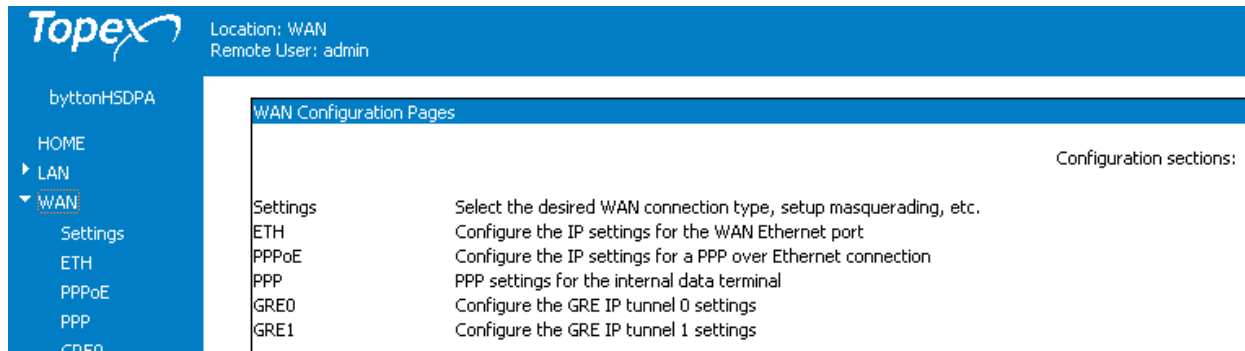 Topex
Location: WAN
Remote User: admin
byttonHSDPA
HOME
LAN
WAN
Settings
ETH
PPPoE
PPP
GRE0
WAN Configuration Pages
Configuration sections:
Settings Select the desired WAN connection type, setup masquerading, etc.
ETH Configure the IP settings for the WAN Ethernet port
PPPoE Configure the IP settings for a PPP over Ethernet connection
PPP PPP settings for the internal data terminal
GRE0 Configure the GRE IP tunnel 0 settings
GRE1 Configure the GRE IP tunnel 1 settings